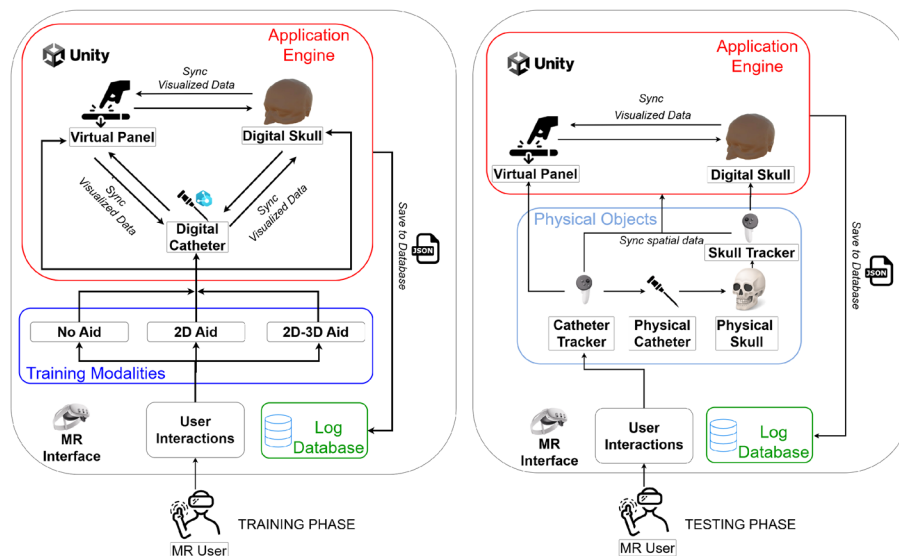 Unity
Application
Engine
Sync
Visualized Data
Virtual Panel
Digital Skull
Sync
Visualized Data
Sync
Visualized Data
Digital
Catheter
Save to Database
JSON
No Aid
2D Aid
2D-3D Aid
Training Modalities
MR
Interface
User
Interactions
Log
Database
MR User
TRAINING PHASE
Unity
Application
Engine
Sync
Visualized Data
Virtual Panel
Digital Skull
Physical Objects
Sync spatial data
Skull Tracker
Save to Database
JSON
Catheter
Tracker
Physical
Catheter
Physical
Skull
MR
Interface
User
Interactions
Log
Database
MR User
TESTING PHASE